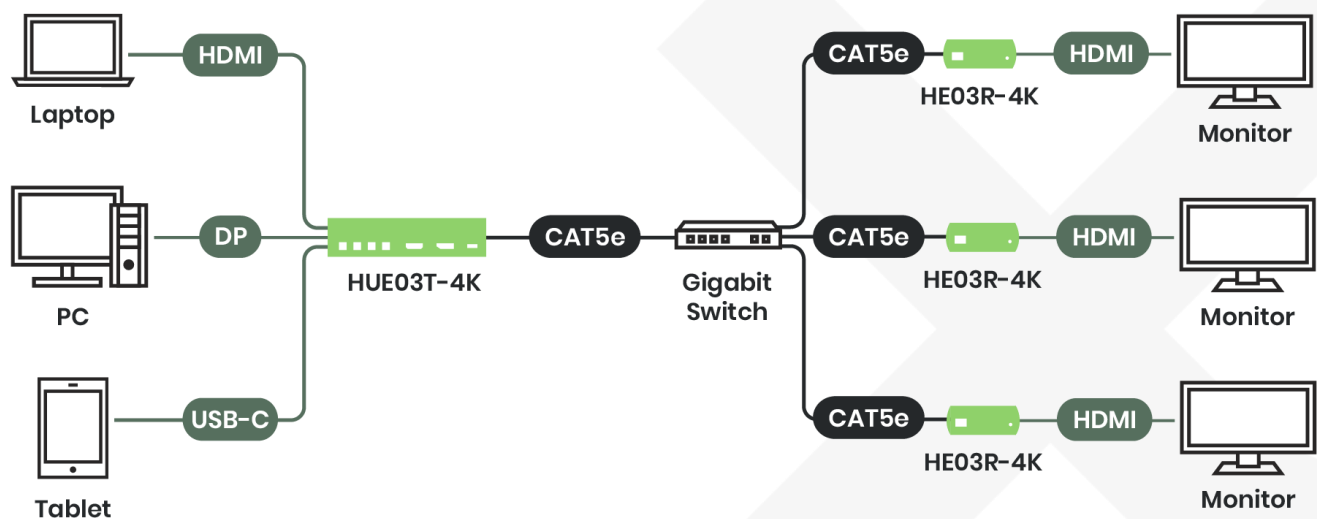 HDMI
Laptop
DP
PC
USB-C
Tablet
HUE03T-4K
CAT5e
Gigabit
Switch
CAT5e
HE03R-4K
HDMI
Monitor
CAT5e
HE03R-4K
HDMI
Monitor
CAT5e
HE03R-4K
HDMI
Monitor